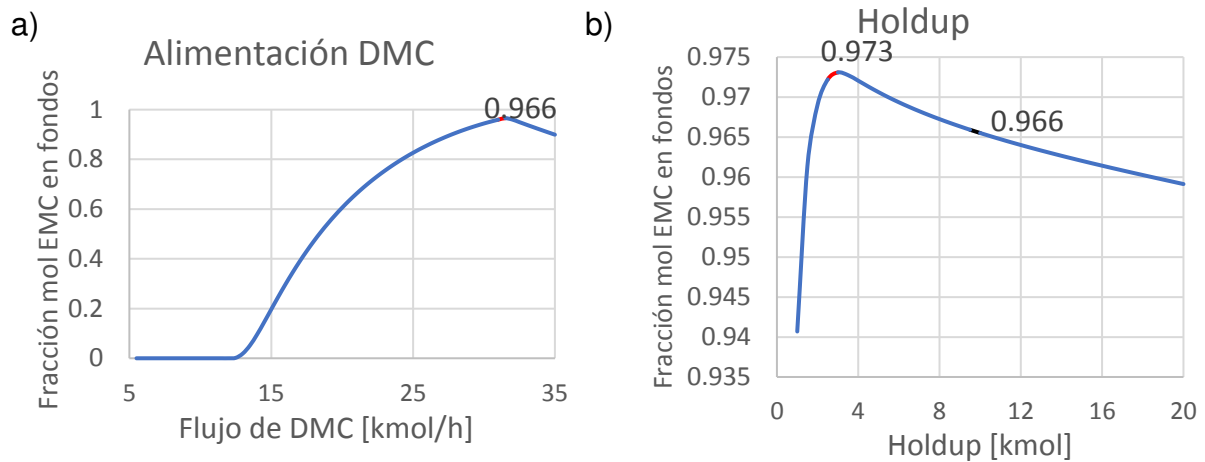 a)
Alimentación DMC
0.966
Fracción mol EMC en fondos
1
0.8
0.6
0.4
0.2
0
5 15 25 35
Flujo de DMC [kmol/h]
b)
Holdup
0.973
0.966
Fracción mol EMC en fondos
0.975
0.97
0.965
0.96
0.955
0.95
0.945
0.94
0.935
0 4 8 12 16 20
Holdup [kmol]